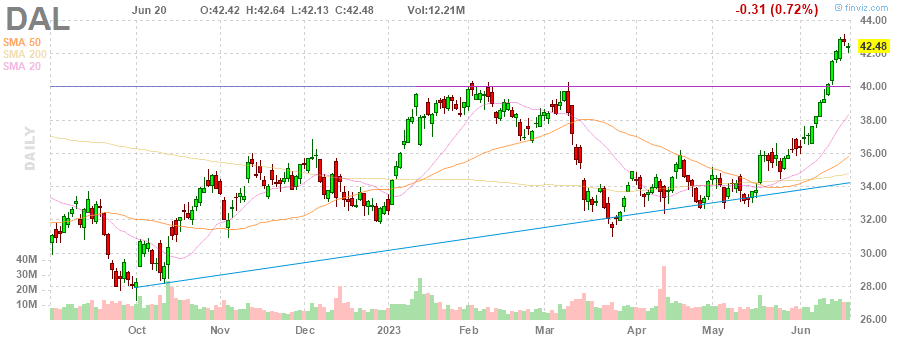 DAL Jun 20 O:42.42 H:42.64 L:42.13 C:42.48 Vol:12.21M -0.31 (0.72%) © finviz.com
SMA 50
SMA 200
SMA 20
DAILY
44.00
42.48
42.00
40.00
38.00
36.00
34.00
32.00
30.00
28.00
26.00
40M
30M
20M
10M
Oct Nov Dec 2023 Feb Mar Apr May Jun